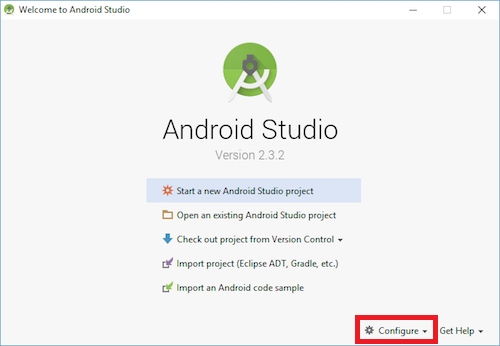 Welcome to Android Studio
Android Studio
Version 2.3.2
Start a new Android Studio project
Open an existing Android Studio project
Check out project from Version Control
Import project (Eclipse ADT, Gradle, etc.)
Import an Android code sample
Configure Get Help